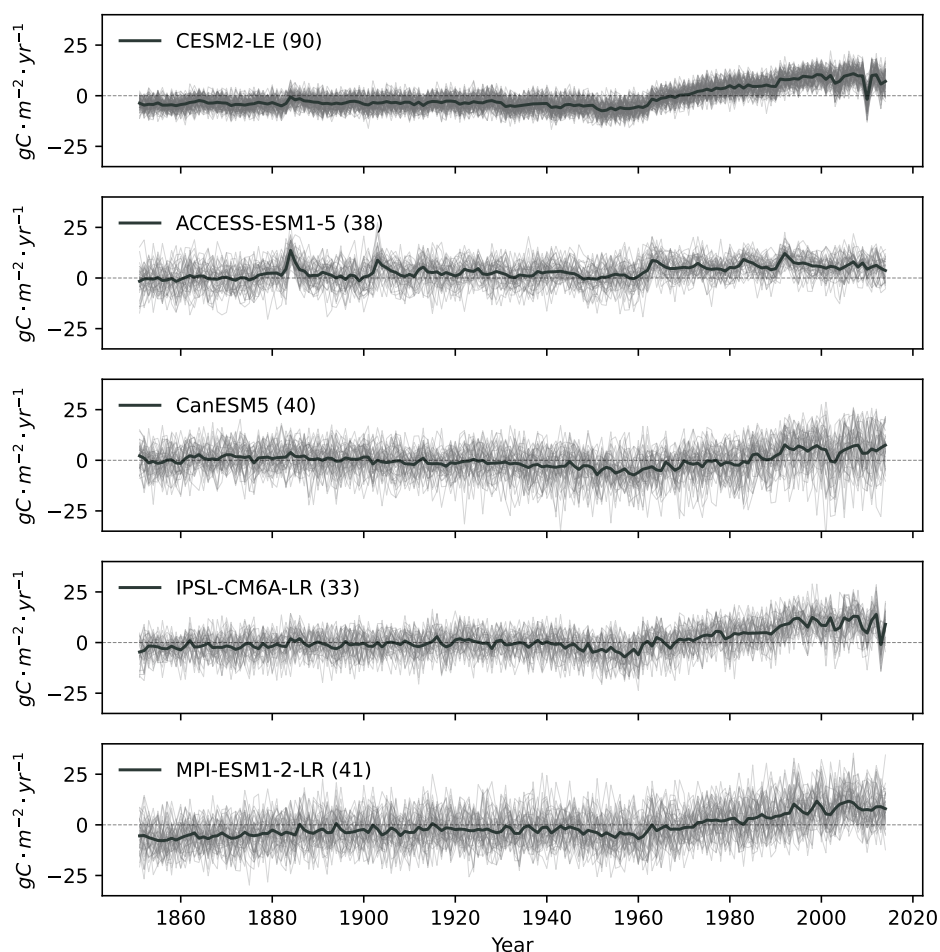 CESM2-LE (90)
gC · m⁻² · yr⁻¹
25
0
−25
ACCESS-ESM1-5 (38)
gC · m⁻² · yr⁻¹
25
0
−25
CanESM5 (40)
gC · m⁻² · yr⁻¹
25
0
−25
IPSL-CM6A-LR (33)
gC · m⁻² · yr⁻¹
25
0
−25
MPI-ESM1-2-LR (41)
gC · m⁻² · yr⁻¹
25
0
−25
1860 1880 1900 1920 1940 1960 1980 2000 2020
Year